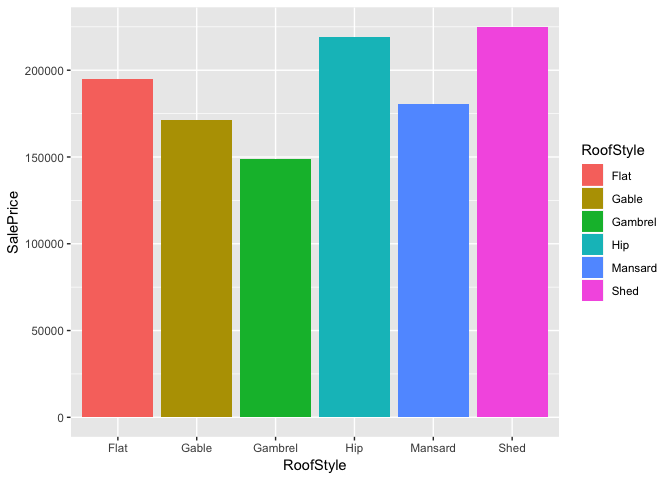 SalePrice
200000
150000
100000
50000
0
Flat Gable Gambrel Hip Mansard Shed
RoofStyle
RoofStyle
Flat
Gable
Gambrel
Hip
Mansard
Shed